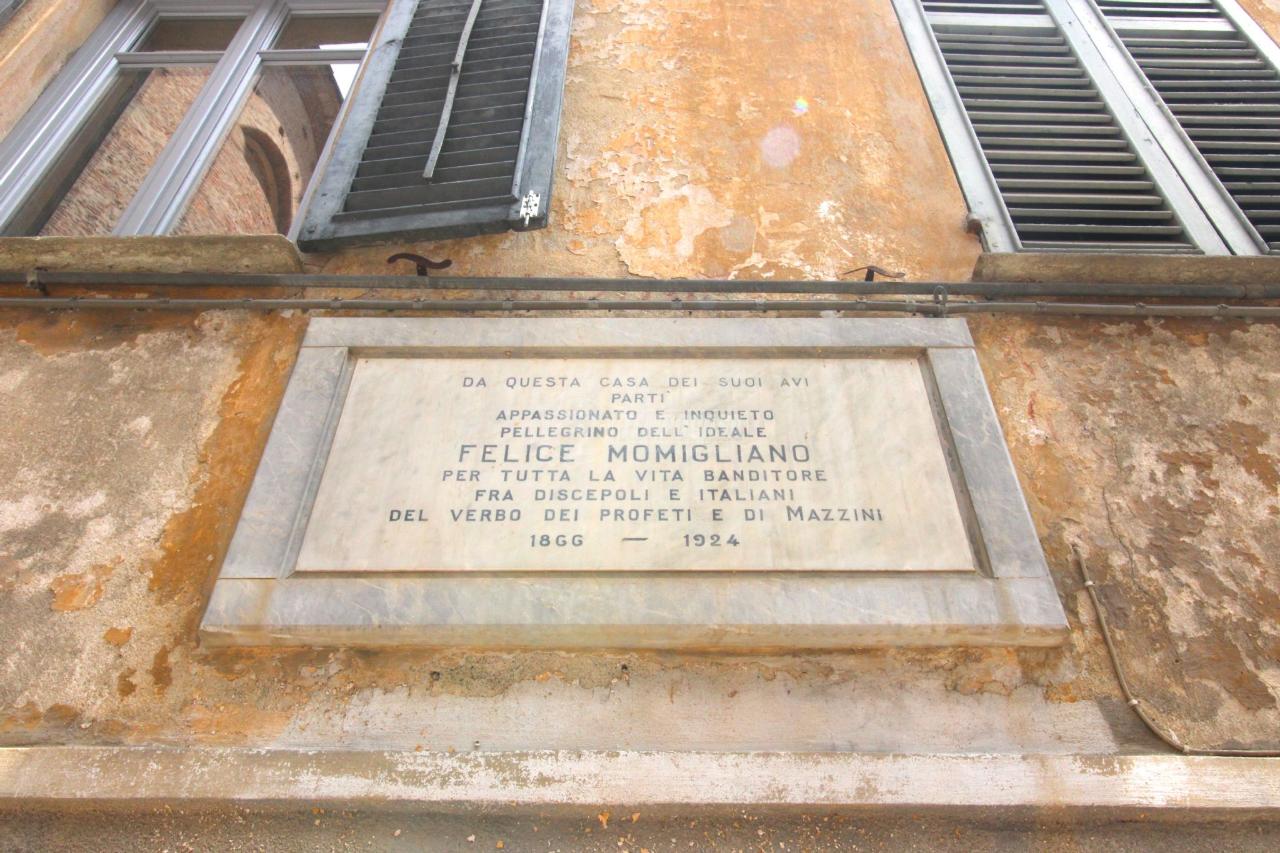 DA QUESTA CASA DEI SUOI AVI
PARTI'
APPASSIONATO E INQUIETO
PELLEGRINO DELL'IDEALE
FELICE MOMIGLIANO
PER TUTTA LA VITA BANDITORE
FRA DISCEPOLI E ITALIANI
DEL VERBO DEI PROFETI E DI MAZZINI
1866 — 1924